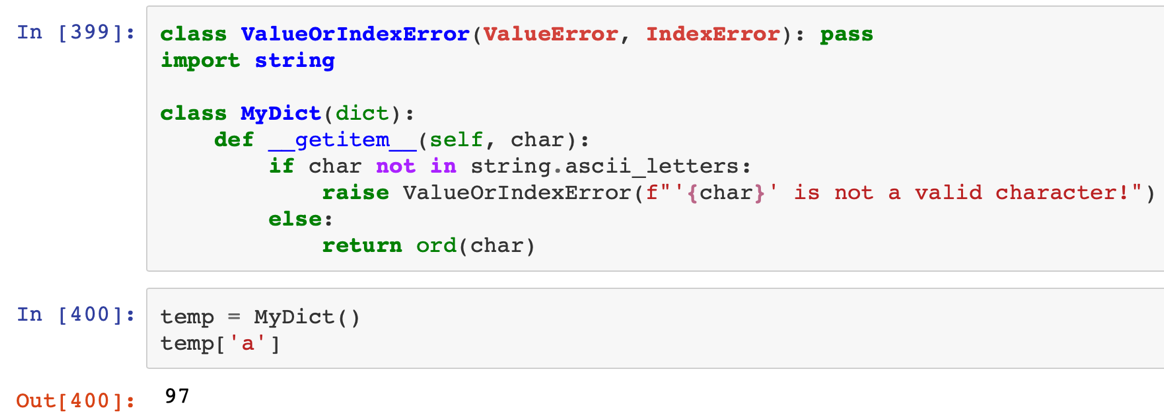 In [399]: class ValueOrIndexError(ValueError, IndexError): pass
import string

class MyDict(dict):
    def __getitem__(self, char):
        if char not in string.ascii_letters:
            raise ValueOrIndexError(f"'{char}' is not a valid character!")
        else:
            return ord(char)
In [400]: temp = MyDict()
temp['a']
Out[400]: 97